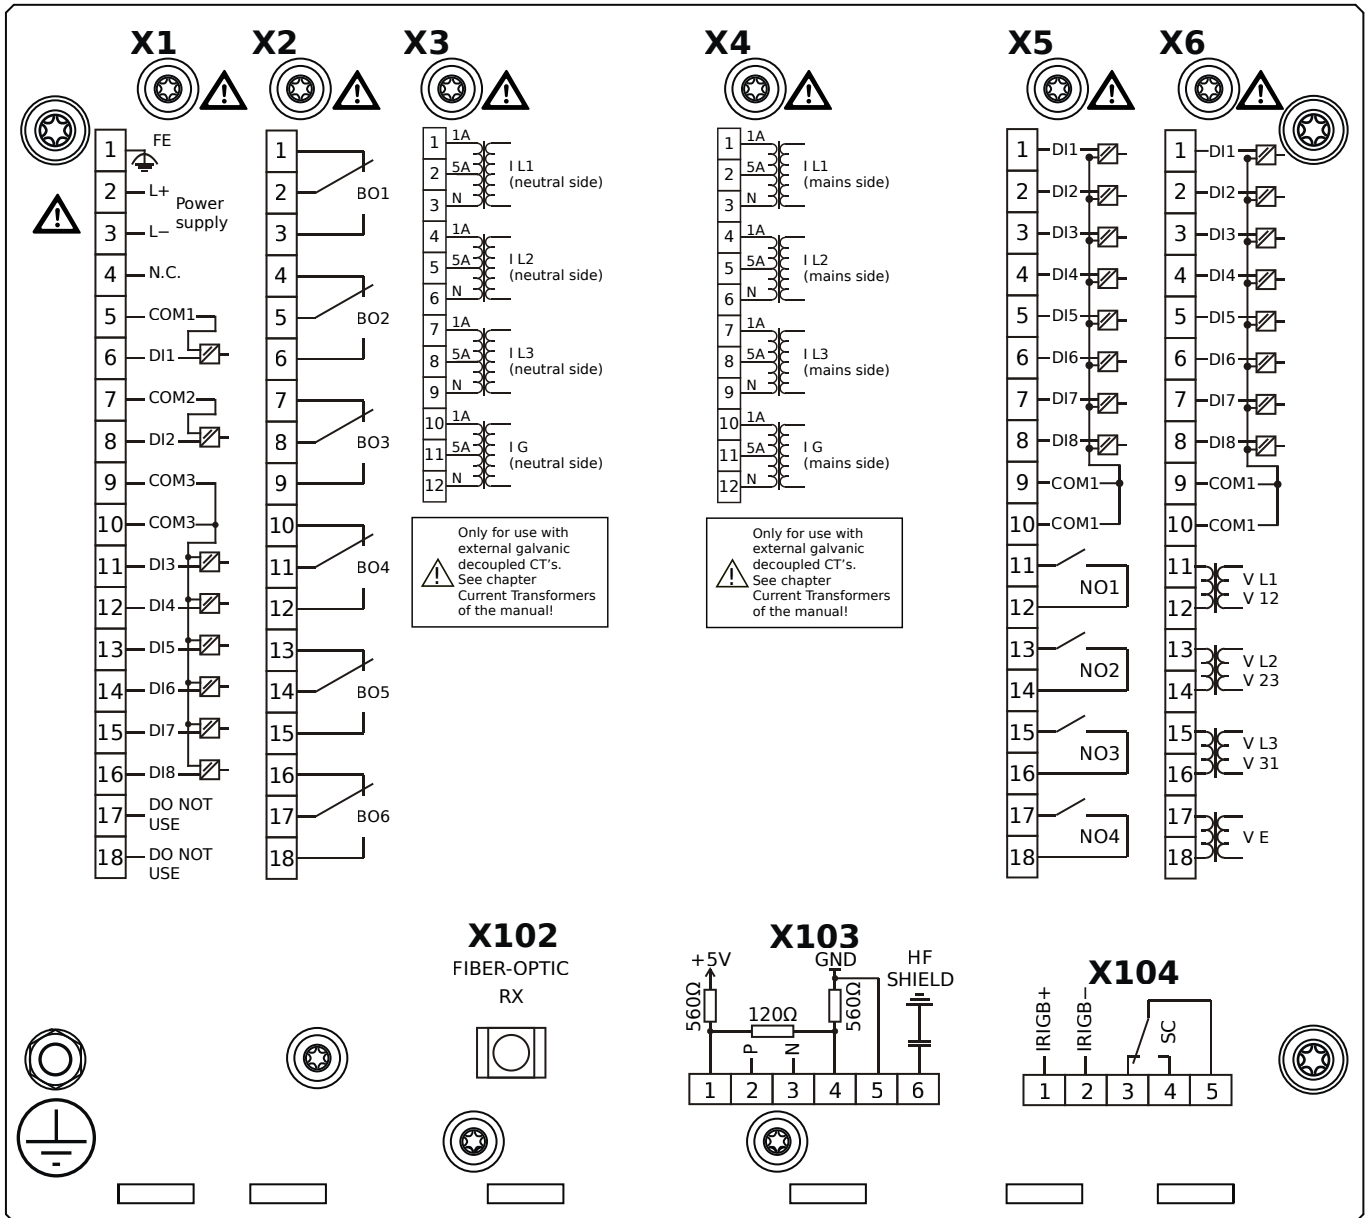 X1 X2 X3 X4 X5 X6
1
FE
2 L+
Power
supply
3 L−
4 N.C.
5 COM1
6 DI1
7 COM2
8 DI2
9 COM3
10 COM3
11 DI3
12 DI4
13 DI5
14 DI6
15 DI7
16 DI8
17 DO NOT
USE
18 DO NOT
USE
1
2 BO1
3
4
5 BO2
6
7
8 BO3
9
10
11 BO4
12
13
14 BO5
15
16
17 BO6
18
1 1A
I L1
2 5A
(neutral side)
3 N
4 1A
I L2
5 5A
(neutral side)
6 N
7 1A
I L3
8 5A
(neutral side)
9 N
10 1A
I G
11 5A
(neutral side)
12 N
Only for use with
external galvanic
decoupled CT's.
See chapter
Current Transformers
of the manual!
1 1A
I L1
2 5A
(mains side)
3 N
4 1A
I L2
5 5A
(mains side)
6 N
7 1A
I L3
8 5A
(mains side)
9 N
10 1A
I G
11 5A
(mains side)
12 N
Only for use with
external galvanic
decoupled CT's.
See chapter
Current Transformers
of the manual!
1 DI1
2 DI2
3 DI3
4 DI4
5 DI5
6 DI6
7 DI7
8 DI8
9 COM1
10 COM1
11
NO1
12
13
NO2
14
15
NO3
16
17
NO4
18
1 DI1
2 DI2
3 DI3
4 DI4
5 DI5
6 DI6
7 DI7
8 DI8
9 COM1
10 COM1
11 V L1
12 V 12
13 V L2
14 V 23
15 V L3
16 V 31
17
V E
18
X102
FIBER-OPTIC
RX
X103
+5V GND HF
SHIELD
560Ω 120Ω 560Ω
P N
1 2 3 4 5 6
X104
IRIGB+ IRIGB− SC
1 2 3 4 5